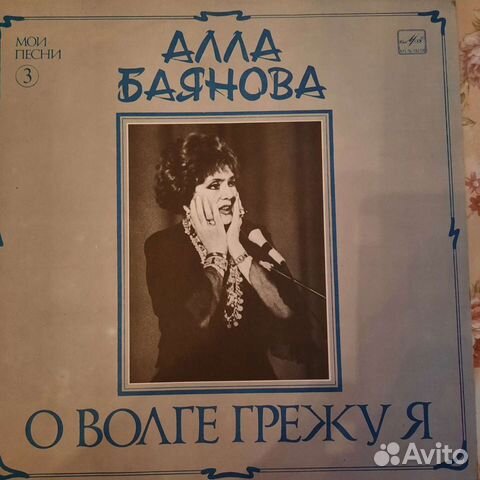 МОИ
ПЕСНИ
3
АЛЛА
БАЯНОВА
О ВОЛГЕ ГРЕЖУ Я
Avito